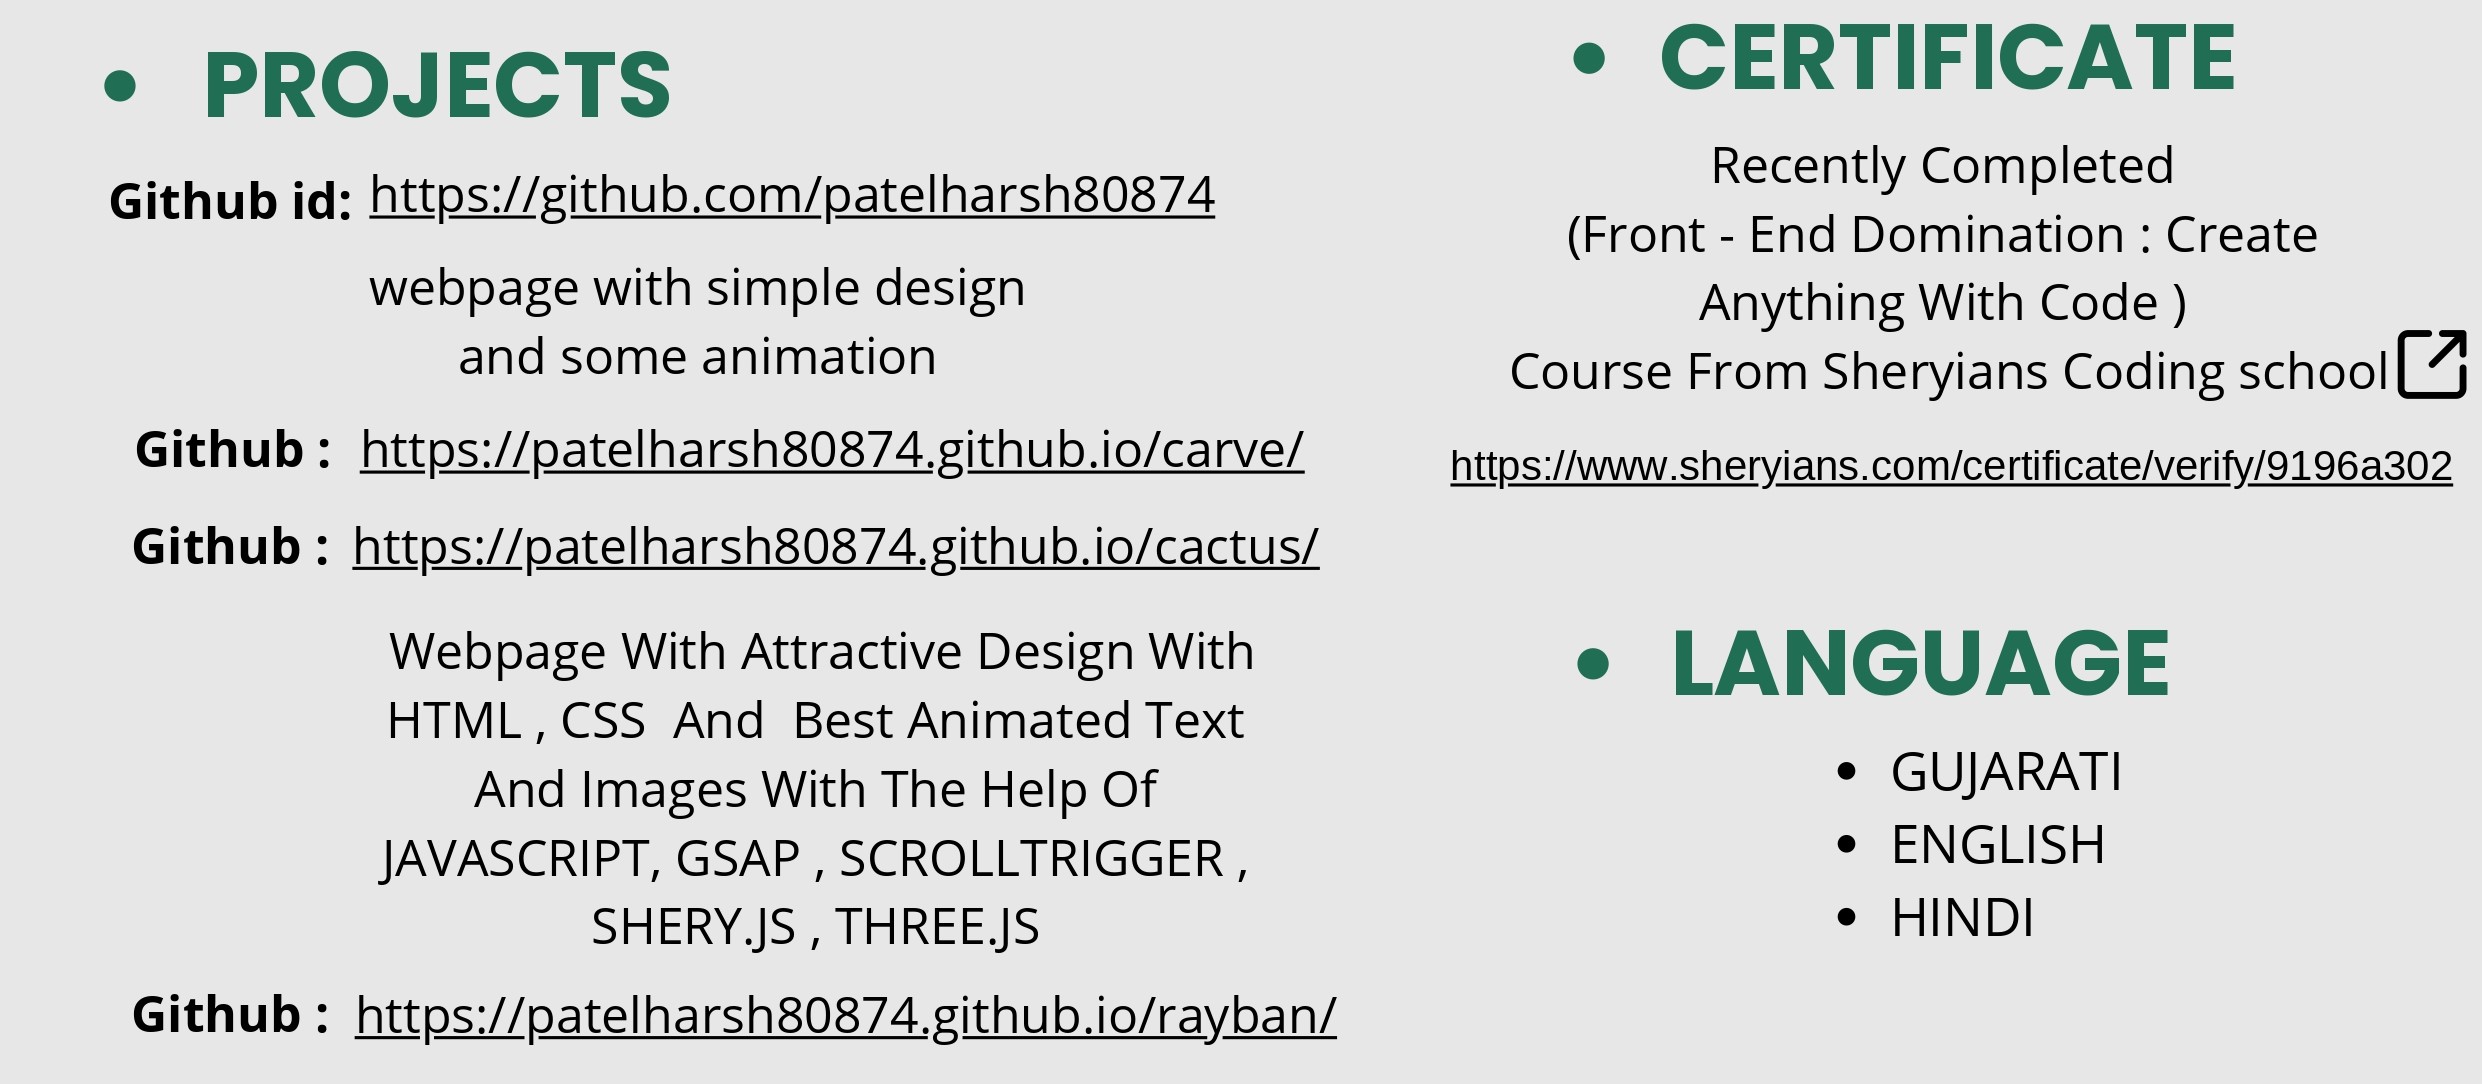 • PROJECTS
Github id: https://github.com/patelharsh80874
webpage with simple design
and some animation
Github : https://patelharsh80874.github.io/carve/
Github : https://patelharsh80874.github.io/cactus/
Webpage With Attractive Design With
HTML , CSS  And  Best Animated Text
And Images With The Help Of
JAVASCRIPT, GSAP , SCROLLTRIGGER ,
SHERY.JS , THREE.JS
Github : https://patelharsh80874.github.io/rayban/
• CERTIFICATE
Recently Completed
(Front - End Domination : Create
Anything With Code )
Course From Sheryians Coding school
https://www.sheryians.com/certificate/verify/9196a302
• LANGUAGE
• GUJARATI
• ENGLISH
• HINDI